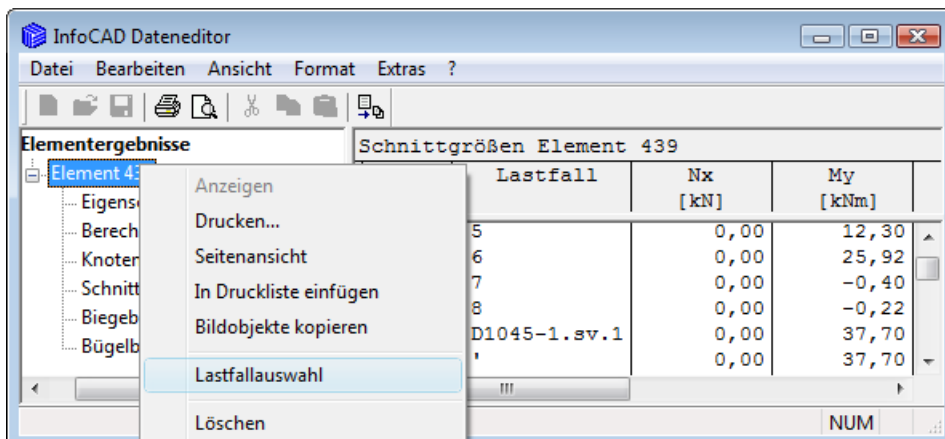 InfoCAD Dateneditor
Datei Bearbeiten Ansicht Format Extras ?
Elementergebnisse
Schnittgrößen Element 439
Element
Lastfall Nx My
[kN] [kNm]
5 0,00 12,30
6 0,00 25,92
7 0,00 -0,40
8 0,00 -0,22
D1045-1.sv.1 0,00 37,70
' 0,00 37,70
Eigens
Berech
Knoten
Schnitt
Biegeb
Bügelb
Anzeigen
Drucken...
Seitenansicht
In Druckliste einfügen
Bildobjekte kopieren
Lastfallauswahl
Löschen
NUM